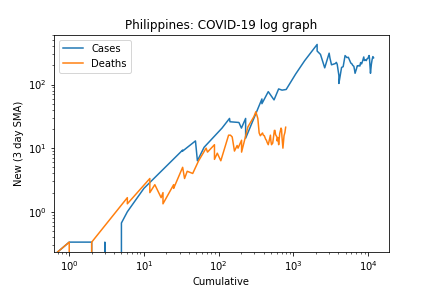 Philippines: COVID-19 log graph
Cases
Deaths
New (3 day SMA)
10²
10¹
10⁰
10⁰ 10¹ 10² 10³ 10⁴
Cumulative